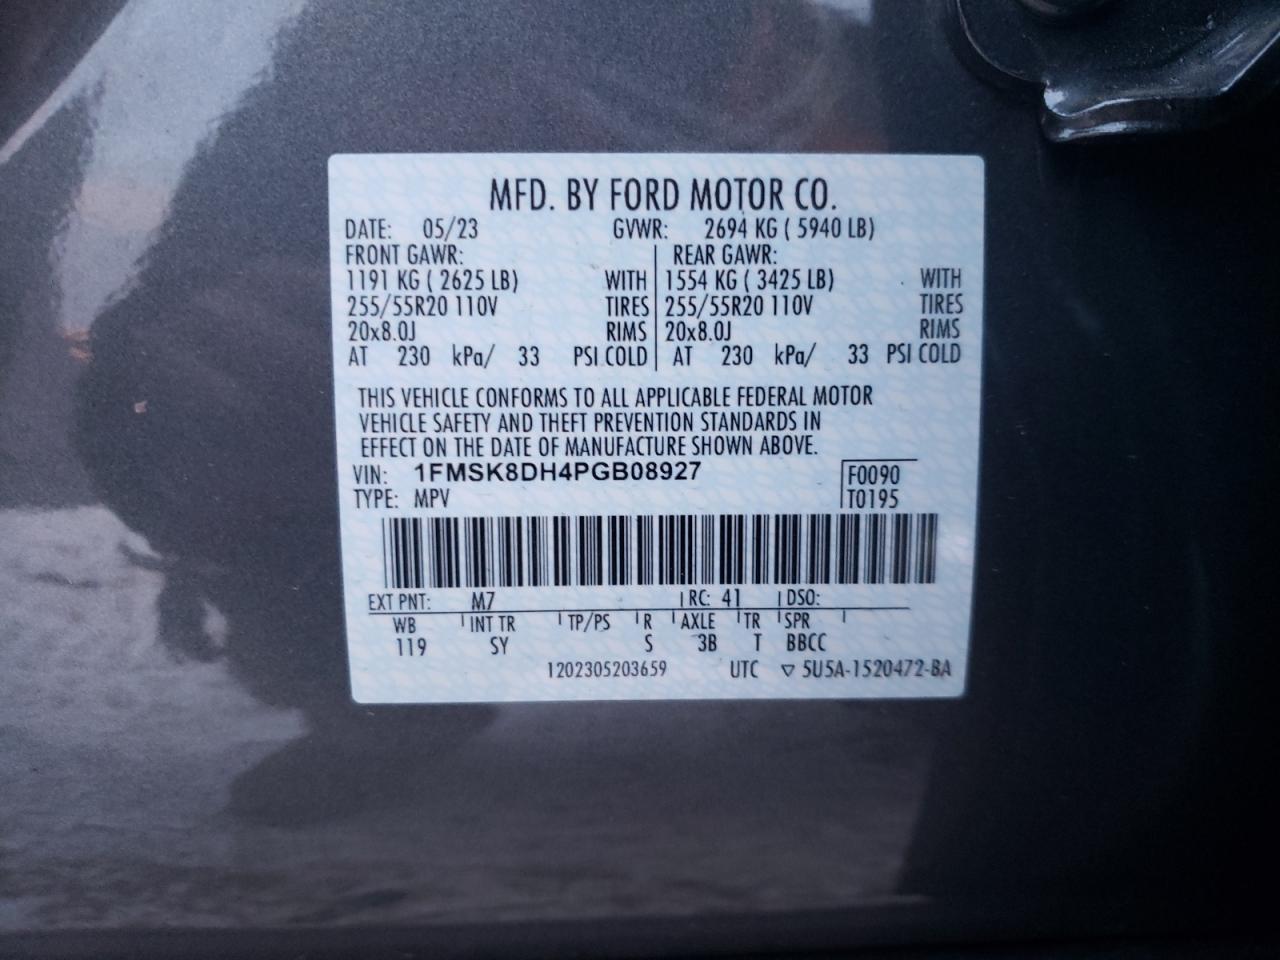 MFD. BY FORD MOTOR CO.
DATE: 05/23 GVWR: 2694 KG ( 5940 LB)
FRONT GAWR: REAR GAWR:
1191 KG ( 2625 LB) WITH 1554 KG ( 3425 LB) WITH
255/55R20 110V TIRES 255/55R20 110V TIRES
20x8.0J RIMS 20x8.0J RIMS
AT 230 kPa/ 33 PSI COLD AT 230 kPa/ 33 PSI COLD
THIS VEHICLE CONFORMS TO ALL APPLICABLE FEDERAL MOTOR
VEHICLE SAFETY AND THEFT PREVENTION STANDARDS IN
EFFECT ON THE DATE OF MANUFACTURE SHOWN ABOVE.
VIN: 1FMSK8DH4PGB08927 F0090
TYPE: MPV T0195
EXT PNT: M7 RC: 41 DSO:
WB INT TR TP/PS R AXLE TR SPR
119 SY S 3B T BBCC
1202305203659 UTC ▽ 5U5A-1520472-BA